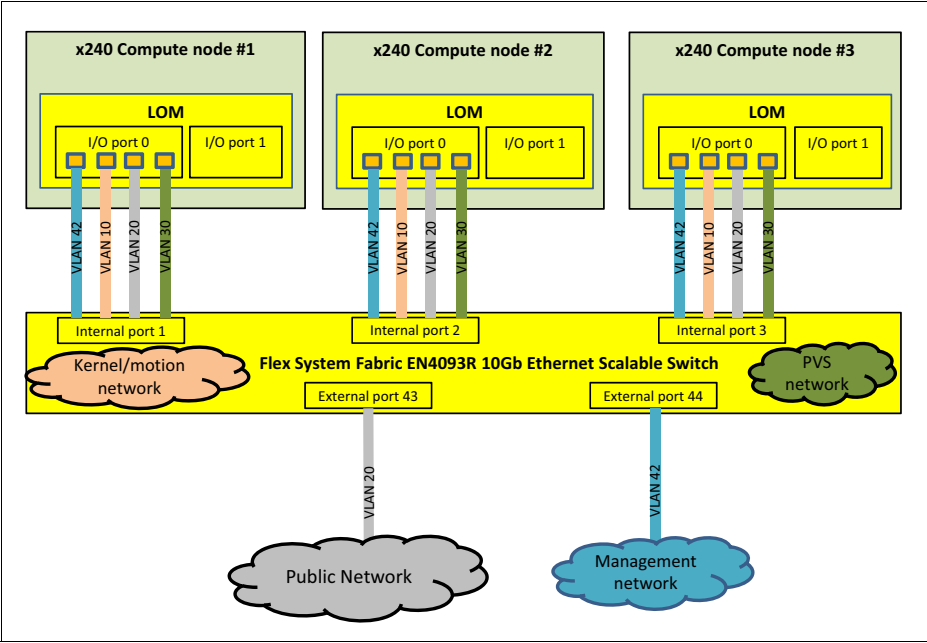 x240 Compute node #1
x240 Compute node #2
x240 Compute node #3
LOM
LOM
LOM
I/O port 0
I/O port 1
I/O port 0
I/O port 1
I/O port 0
I/O port 1
VLAN 42
VLAN 10
VLAN 20
VLAN 30
VLAN 42
VLAN 10
VLAN 20
VLAN 30
VLAN 42
VLAN 10
VLAN 20
VLAN 30
Internal port 1
Internal port 2
Internal port 3
Kernel/motion
network
Flex System Fabric EN4093R 10Gb Ethernet Scalable Switch
PVS
network
External port 43
External port 44
VLAN 20
VLAN 42
Public Network
Management
network